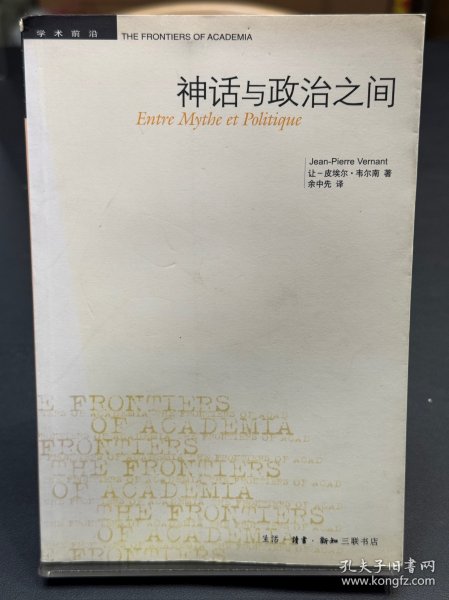 学术前沿 THE FRONTIERS OF ACADEMIA
神话与政治之间
Entre Mythe et Politique
Jean-Pierre Vernant
让-皮埃尔·韦尔南 著
余中先 译
E FRONTIERS
OF ACADEMIA
FRONTIERS
THE FRONTIERS
OF ACADEMIA
THE FRONTIERS
OF ACADEMIA
FRONTIERS
生活·读书·新知三联书店
孔夫子旧书网
www.kongfz.com